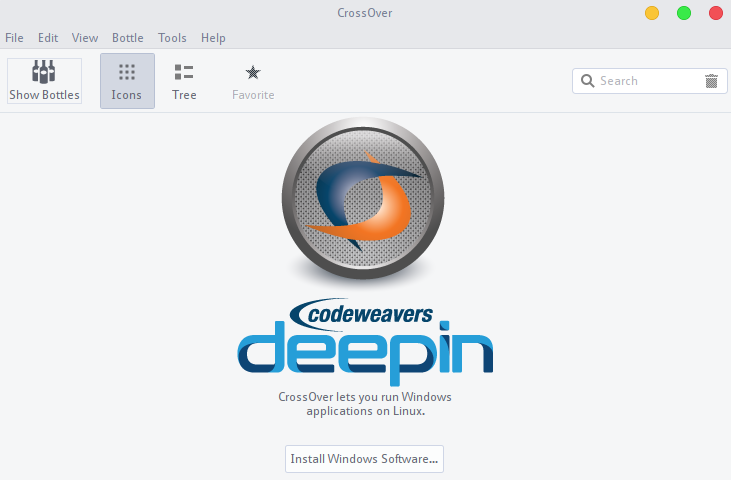 CrossOver
File Edit View Bottle Tools Help
Show Bottles Icons Tree Favorite Search
codeweavers
deepin
CrossOver lets you run Windows
applications on Linux.
Install Windows Software...